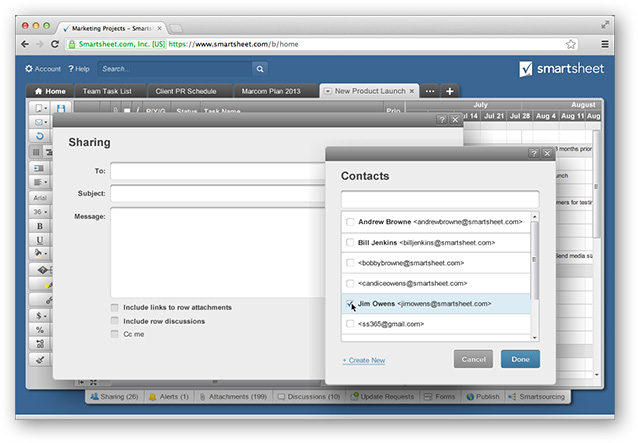 Marketing Projects – Smartsheet
Smartsheet.com, Inc. [US] https://www.smartsheet.com/b/home
Account Help Search... smartsheet
Home Team Task List Client PR Schedule Marcom Plan 2013 New Product Launch
July August
R/Y/G Status Task Name Prio
Jul 14 Jul 21 Jul 28 Aug 4 Aug 11 Aug
Sharing
To:
Subject:
Message:
Include links to row attachments
Include row discussions
Cc me
Contacts
Andrew Browne <andrewbrowne@smartsheet.com>
Bill Jenkins <billjenkins@smartsheet.com>
<bobbybrowne@smartsheet.com>
<candiceowens@smartsheet.com>
Jim Owens <jimowens@smartsheet.com>
<ss365@gmail.com>
+ Create New Cancel Done
3 months prior
unch
mers for testing
Send media
Arial
36
B
U
$
%
Sharing (26) Alerts (1) Attachments (199) Discussions (10) Update Requests Forms Publish Smartsourcing